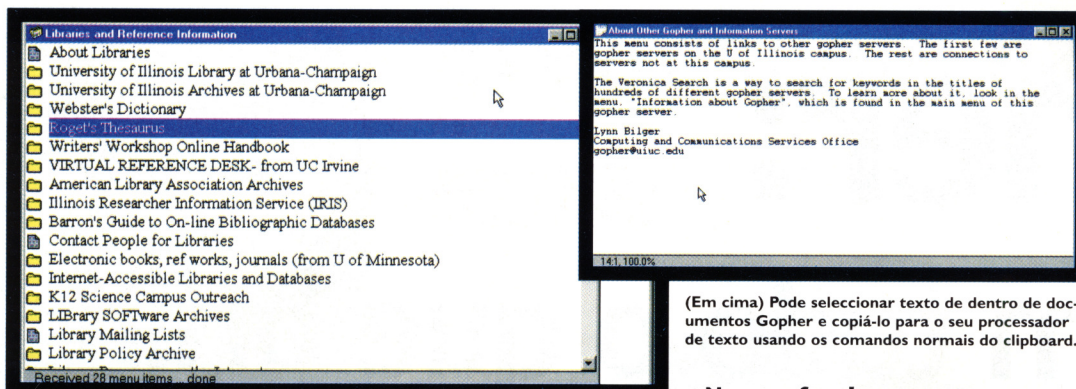 Libraries and Reference Information
About Libraries
University of Illinois Library at Urbana-Champaign
University of Illinois Archives at Urbana-Champaign
Webster's Dictionary
Roget's Thesaurus
Writers' Workshop Online Handbook
VIRTUAL REFERENCE DESK- from UC Irvine
American Library Association Archives
Illinois Researcher Information Service (IRIS)
Barron's Guide to On-line Bibliographic Databases
Contact People for Libraries
Electronic books, ref works, journals (from U of Minnesota)
Internet-Accessible Libraries and Databases
K12 Science Campus Outreach
LIBrary SOFTware Archives
Library Mailing Lists
Library Policy Archive
Received 28 menu items ... done
About Other Gopher and Information Servers
This menu consists of links to other gopher servers. The first few are
gopher servers on the U of Illinois campus. The rest are connections to
servers not at this campus.
The Veronica Search is a way to search for keywords in the titles of
hundreds of different gopher servers. To learn more about it, look in the
menu, "Information about Gopher", which is found in the main menu of this
gopher server.
Lynn Bilger
Computing and Communications Services Office
gopher@uiuc.edu
14:1, 100.0%
(Em cima) Pode seleccionar texto de dentro de doc-
umentos Gopher e copiá-lo para o seu processador
de texto usando os comandos normais do clipboard.